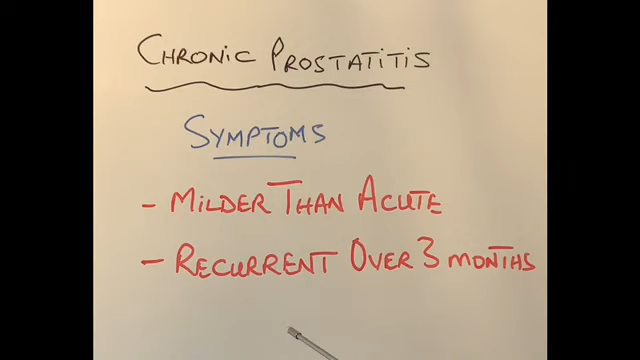 CHRONIC PROSTATITIS
SYMPTOMS
- MILDER THAN ACUTE
- RECURRENT OVER 3 MONTHS